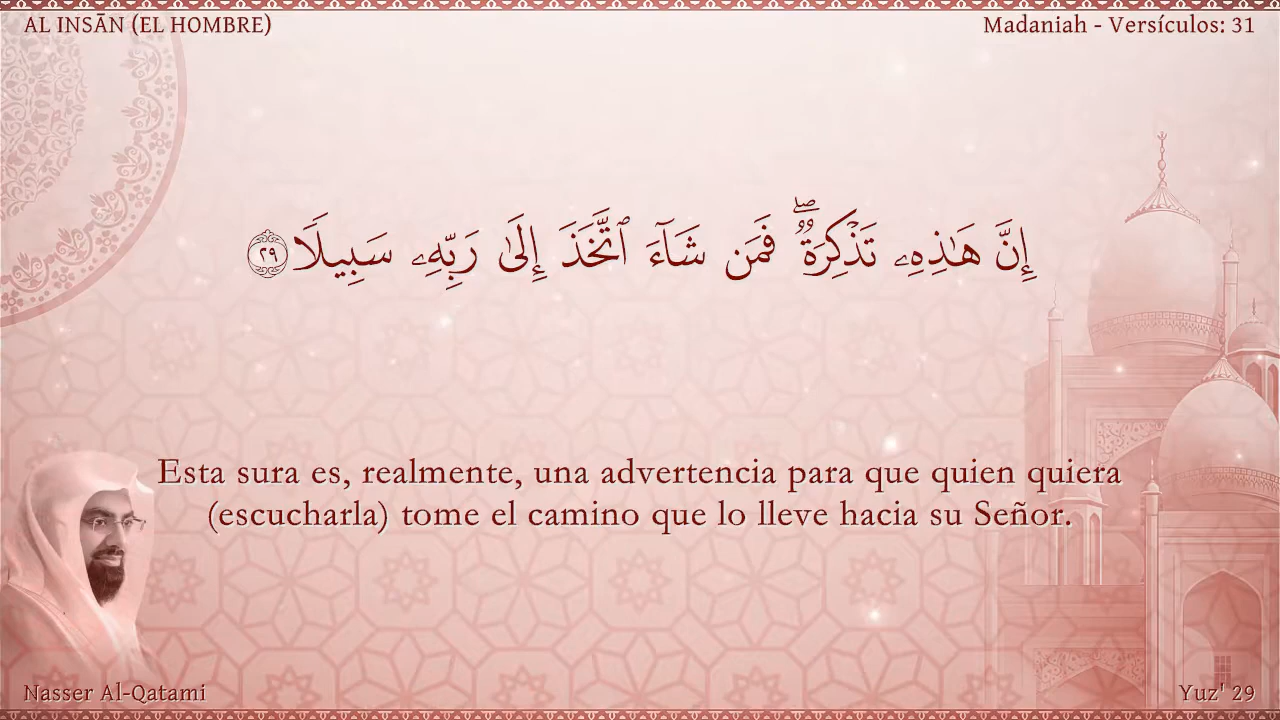 AL INSĀN (EL HOMBRE)
Madaniah - Versículos: 31
إِنَّ هَـٰذِهِۦ تَذْكِرَةٌۭ ۖ فَمَن شَآءَ ٱتَّخَذَ إِلَىٰ رَبِّهِۦ سَبِيلًا ٢٩
Esta sura es, realmente, una advertencia para que quien quiera
(escucharla) tome el camino que lo lleve hacia su Señor.
Nasser Al-Qatami
Yuz' 29